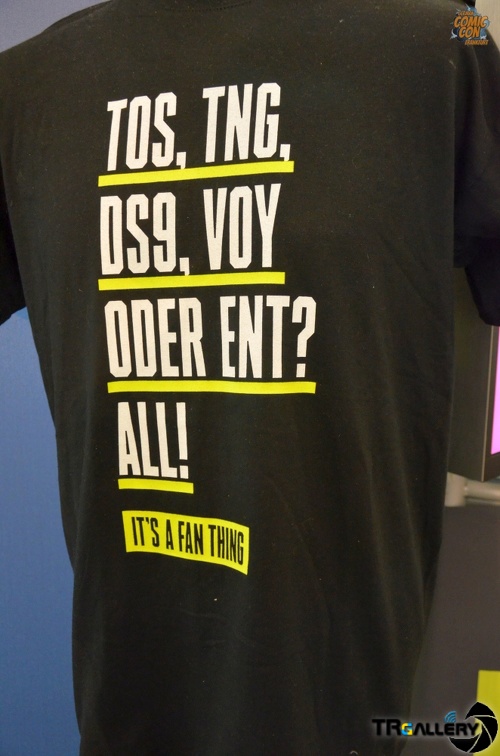 COMIC
CON
TOS, TNG,
DS9, VOY
ODER ENT?
ALL!
IT'S A FAN THING
TRGALLERY